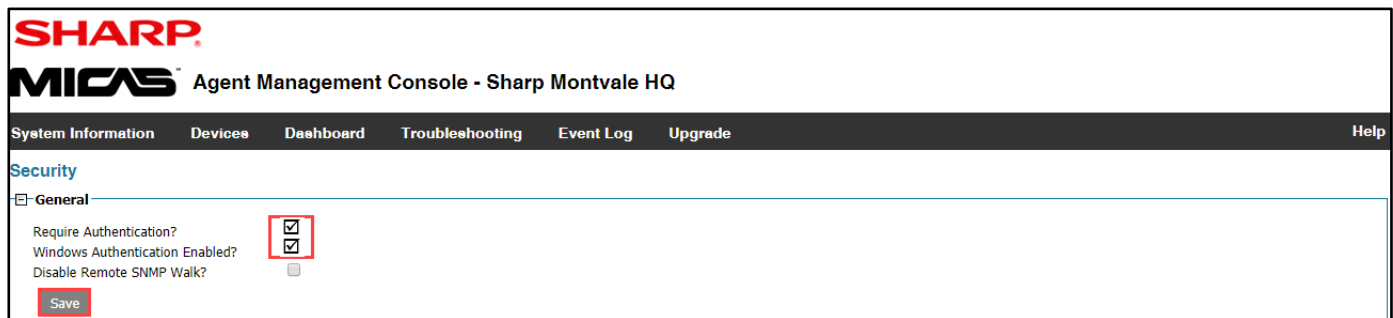 SHARP®
MICAS™ Agent Management Console - Sharp Montvale HQ
System Information Devices Dashboard Troubleshooting Event Log Upgrade Help
Security
General
Require Authentication?
Windows Authentication Enabled?
Disable Remote SNMP Walk?
Save